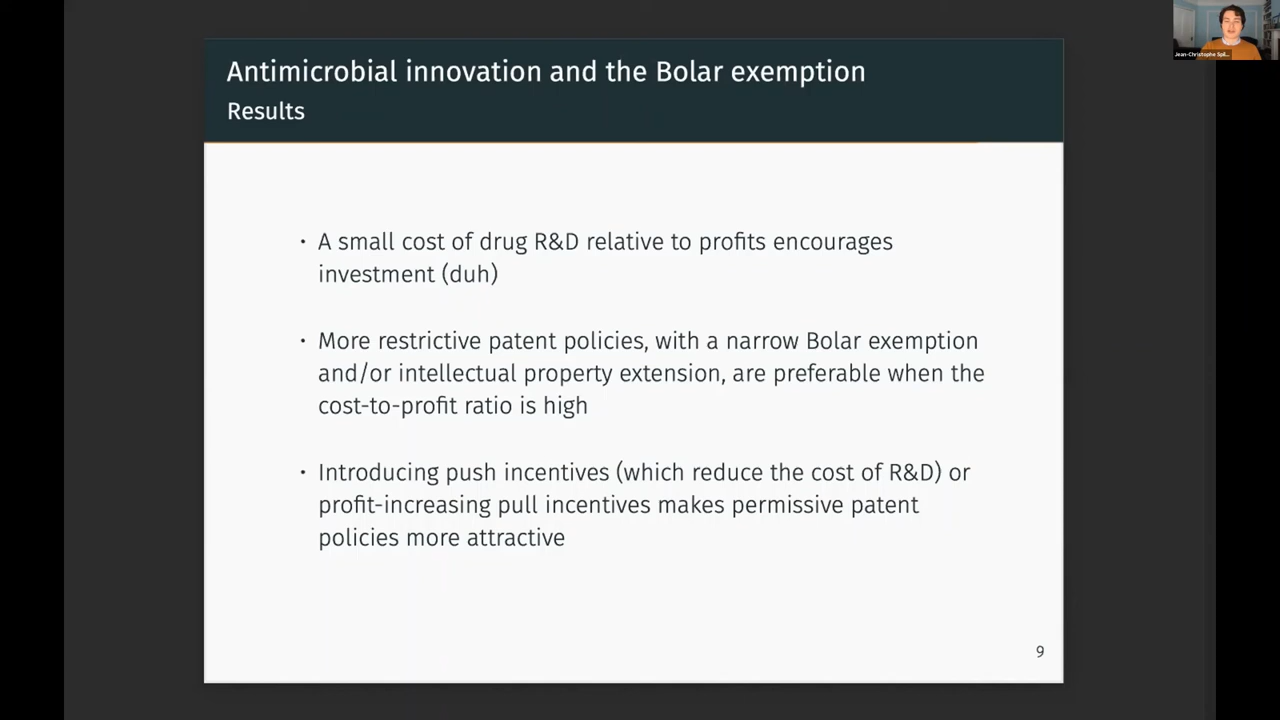 Antimicrobial innovation and the Bolar exemption
Results
• A small cost of drug R&D relative to profits encourages
investment (duh)
• More restrictive patent policies, with a narrow Bolar exemption
and/or intellectual property extension, are preferable when the
cost-to-profit ratio is high
• Introducing push incentives (which reduce the cost of R&D) or
profit-increasing pull incentives makes permissive patent
policies more attractive
9
Jean-Christophe Spil...